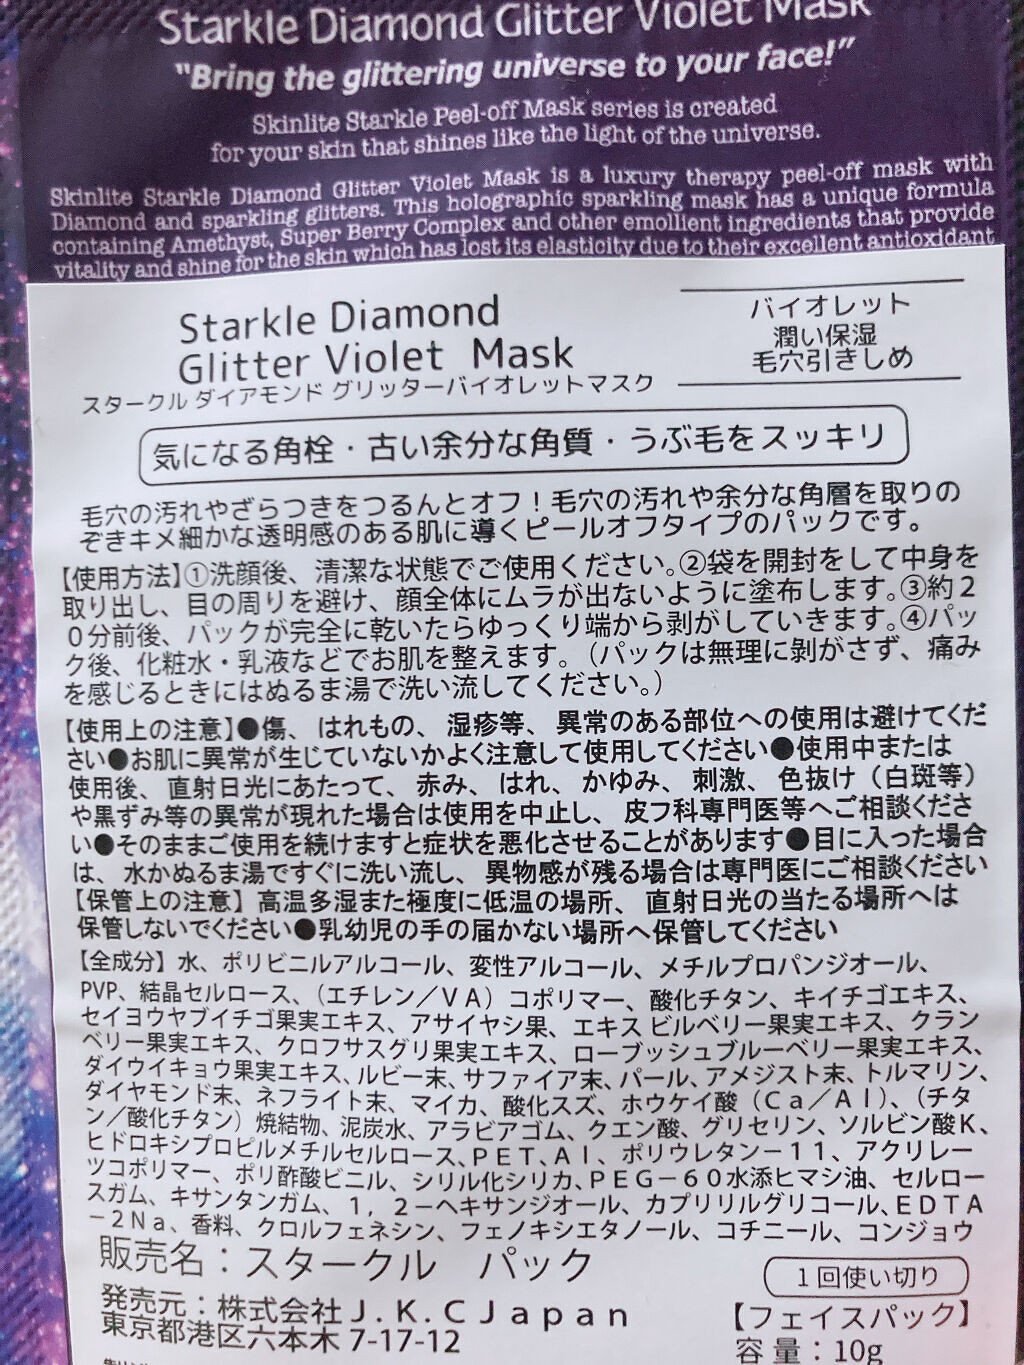 Starkle Diamond Glitter Violet Mask
"Bring the glittering universe to your face!"
Skinlite Starkle Peel-off Mask series is created
for your skin that shines like the light of the universe.
Skinlite Starkle Diamond Glitter Violet Mask is a luxury therapy peel-off mask with
Diamond and sparkling glitters. This holographic sparkling mask has a unique formula
containing Amethyst, Super Berry Complex and other emollient ingredients that provide
vitality and shine for the skin which has lost its elasticity due to their excellent antioxidant
Starkle Diamond
Glitter Violet Mask
スタークル ダイアモンド グリッターバイオレットマスク
バイオレット
潤い保湿
毛穴引きしめ
気になる角栓・古い余分な角質・うぶ毛をスッキリ
毛穴の汚れやざらつきをつるんとオフ！毛穴の汚れや余分な角層を取りの
ぞきキメ細かな透明感のある肌に導くピールオフタイプのパックです。
【使用方法】①洗顔後、清潔な状態でご使用ください。②袋を開封をして中身を
取り出し、目の周りを避け、顔全体にムラが出ないように塗布します。③約２
０分前後、パックが完全に乾いたらゆっくり端から剥がしていきます。④パッ
ク後、化粧水・乳液などでお肌を整えます。（パックは無理に剥がさず、痛み
を感じるときにはぬるま湯で洗い流してください。）
【使用上の注意】●傷、はれもの、湿疹等、異常のある部位への使用は避けてくだ
さい●お肌に異常が生じていないかよく注意して使用してください●使用中または
使用後、直射日光にあたって、赤み、はれ、かゆみ、刺激、色抜け（白斑等）
や黒ずみ等の異常が現れた場合は使用を中止し、皮フ科専門医等へご相談くださ
い●そのままご使用を続けますと症状を悪化させることがあります●目に入った場合
は、水かぬるま湯ですぐに洗い流し、異物感が残る場合は専門医にご相談ください
【保管上の注意】高温多湿また極度に低温の場所、直射日光の当たる場所へは
保管しないでください●乳幼児の手の届かない場所へ保管してください
【全成分】水、ポリビニルアルコール、変性アルコール、メチルプロパンジオール、
PVP、結晶セルロース、（エチレン／ＶＡ）コポリマー、酸化チタン、キイチゴエキス、
セイヨウヤブイチゴ果実エキス、アサイヤシ果、エキス ビルベリー果実エキス、クラン
ベリー果実エキス、クロフサスグリ果実エキス、ローブッシュブルーベリー果実エキス、
ダイウイキョウ果実エキス、ルビー末、サファイア末、パール、アメジスト末、トルマリン、
ダイヤモンド末、ネフライト末、マイカ、酸化スズ、ホウケイ酸（Ｃａ／Ａｌ）、（チタ
ン／酸化チタン）焼結物、泥炭水、アラビアゴム、クエン酸、グリセリン、ソルビン酸Ｋ、
ヒドロキシプロピルメチルセルロース、ＰＥＴ、Ａｌ、ポリウレタン－１１、アクリレー
ツコポリマー、ポリ酢酸ビニル、シリル化シリカ、ＰＥＧ－６０水添ヒマシ油、セルロー
スガム、キサンタンガム、１，２－ヘキサンジオール、カプリリルグリコール、ＥＤＴＡ
－２Ｎａ、香料、クロルフェネシン、フェノキシエタノール、コチニール、コンジョウ
販売名：スタークル　パック
発売元：株式会社Ｊ．Ｋ．Ｃ Ｊａｐａｎ
東京都港区六本木 7-17-12
１回使い切り
【フェイスパック】
容量：10g